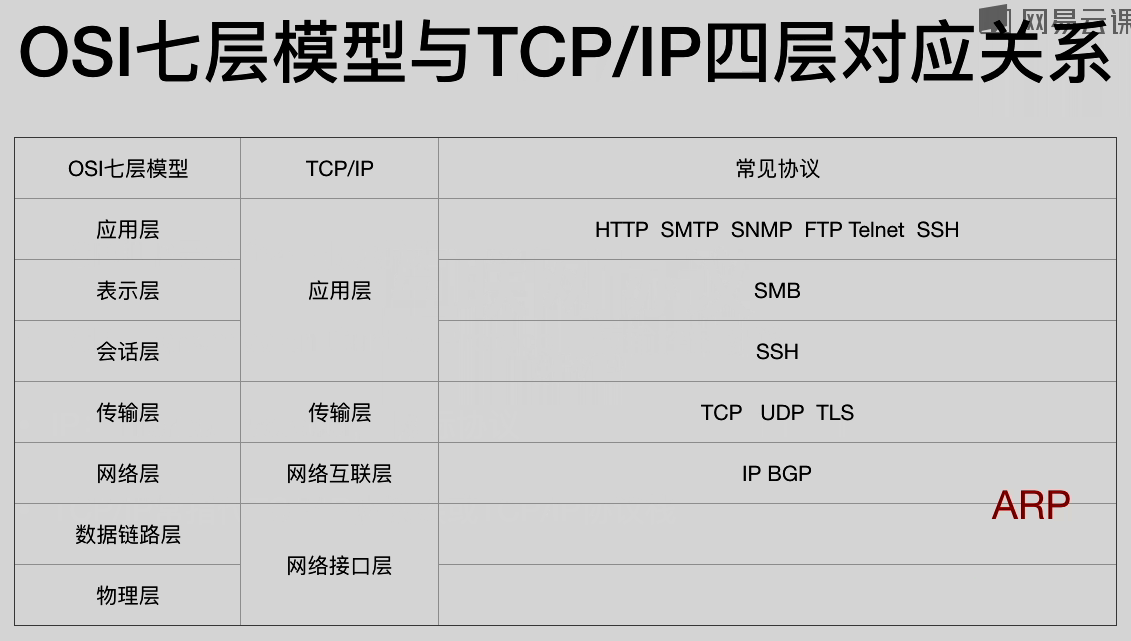 网易云课
OSI七层模型与TCP/IP四层对应关系
OSI七层模型 TCP/IP 常见协议
应用层 HTTP SMTP SNMP FTP Telnet SSH
表示层 应用层 SMB
会话层 SSH
传输层 传输层 TCP UDP TLS
网络层 网络互联层 IP BGP
ARP
数据链路层
网络接口层
物理层